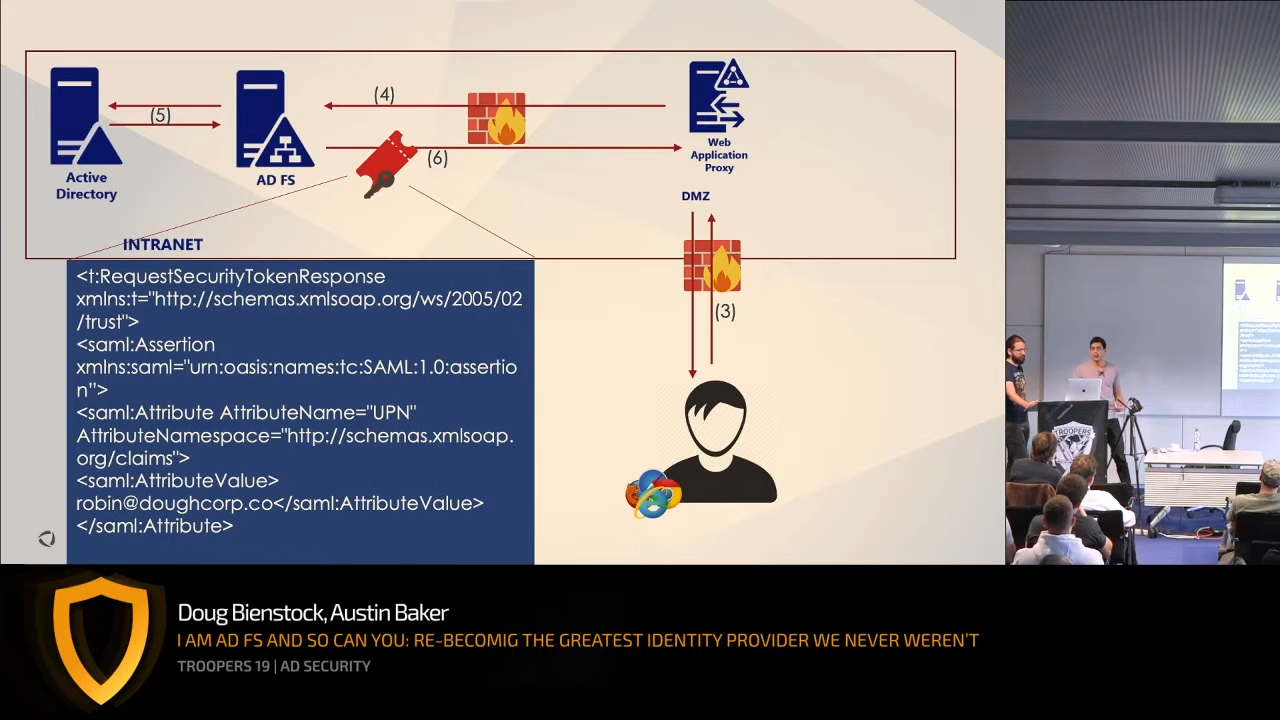 (5)
(4)
(6)
Active
Directory
AD FS
Web
Application
Proxy
DMZ
INTRANET
(3)
<t:RequestSecurityTokenResponse
xmlns:t="http://schemas.xmlsoap.org/ws/2005/02
/trust">
<saml:Assertion
xmlns:saml="urn:oasis:names:tc:SAML:1.0:assertio
n”>
<saml:Attribute AttributeName="UPN"
AttributeNamespace="http://schemas.xmlsoap.
org/claims">
<saml:AttributeValue>
robin@doughcorp.co</saml:AttributeValue>
</saml:Attribute>
TROOPERS
Doug Bienstock, Austin Baker
I AM AD FS AND SO CAN YOU: RE-BECOMIG THE GREATEST IDENTITY PROVIDER WE NEVER WEREN'T
TROOPERS 19 | AD SECURITY